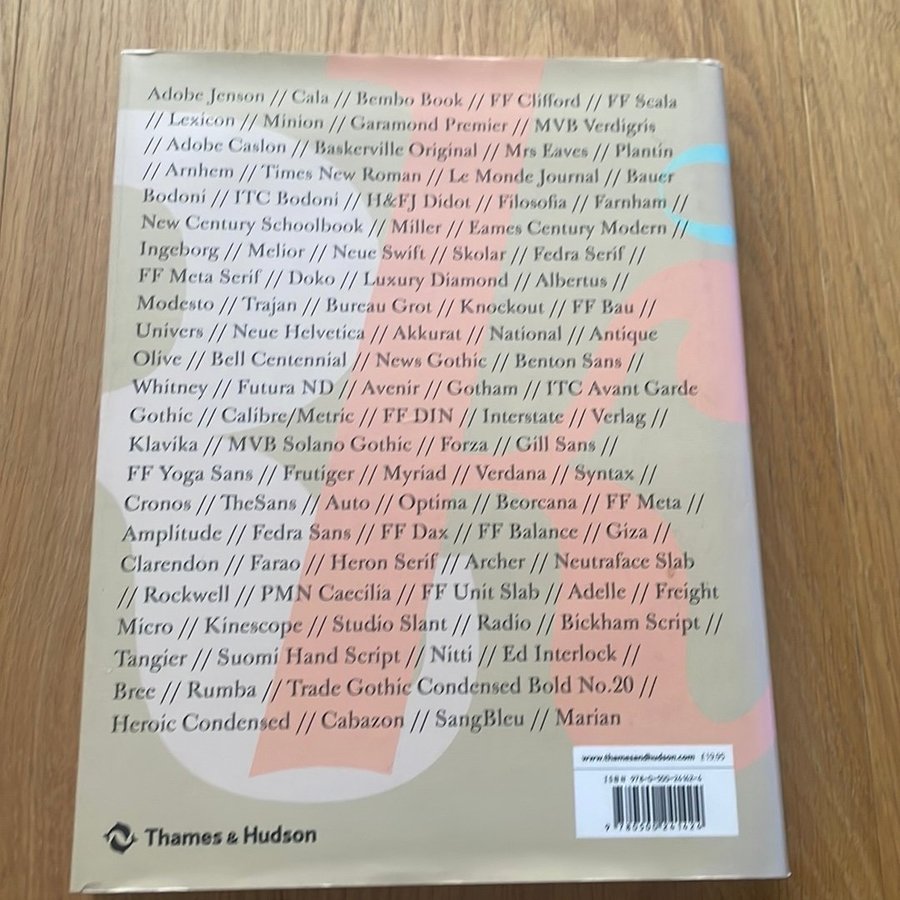 Adobe Jenson // Cala // Bembo Book // FF Clifford // FF Scala
// Lexicon // Minion // Garamond Premier // MVB Verdigris
// Adobe Caslon // Baskerville Original // Mrs Eaves // Plantin
// Arnhem // Times New Roman // Le Monde Journal // Bauer
Bodoni // ITC Bodoni // H&FJ Didot // Filosofia // Farnham //
New Century Schoolbook // Miller // Eames Century Modern //
Ingeborg // Melior // Neue Swift // Skolar // Fedra Serif //
FF Meta Serif // Doko // Luxury Diamond // Albertus //
Modesto // Trajan // Bureau Grot // Knockout // FF Bau //
Univers // Neue Helvetica // Akkurat // National // Antique
Olive // Bell Centennial // News Gothic // Benton Sans //
Whitney // Futura ND // Avenir // Gotham // ITC Avant Garde
Gothic // Calibre/Metric // FF DIN // Interstate // Verlag //
Klavika // MVB Solano Gothic // Forza // Gill Sans //
FF Yoga Sans // Frutiger // Myriad // Verdana // Syntax //
Cronos // TheSans // Auto // Optima // Beorcana // FF Meta //
Amplitude // Fedra Sans // FF Dax // FF Balance // Giza //
Clarendon // Farao // Heron Serif // Archer // Neutraface Slab
// Rockwell // PMN Caecilia // FF Unit Slab // Adelle // Freight
Micro // Kinescope // Studio Slant // Radio // Bickham Script //
Tangier // Suomi Hand Script // Nitti // Ed Interlock //
Bree // Rumba // Trade Gothic Condensed Bold No.20 //
Heroic Condensed // Cabazon // SangBleu // Marian
www.thamesandhudson.com £19.95
ISBN 978-0-500-24162-6
9 780500 241626
Thames & Hudson